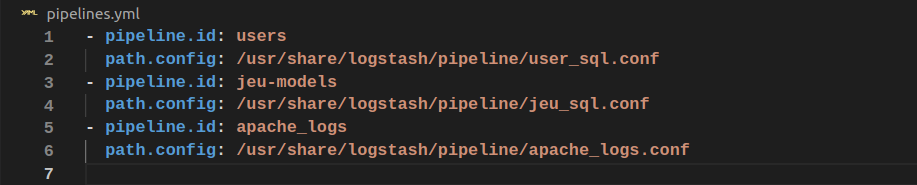 YAML pipelines.yml
1 - pipeline.id: users
2 path.config: /usr/share/logstash/pipeline/user_sql.conf
3 - pipeline.id: jeu-models
4 path.config: /usr/share/logstash/pipeline/jeu_sql.conf
5 - pipeline.id: apache_logs
6 path.config: /usr/share/logstash/pipeline/apache_logs.conf
7